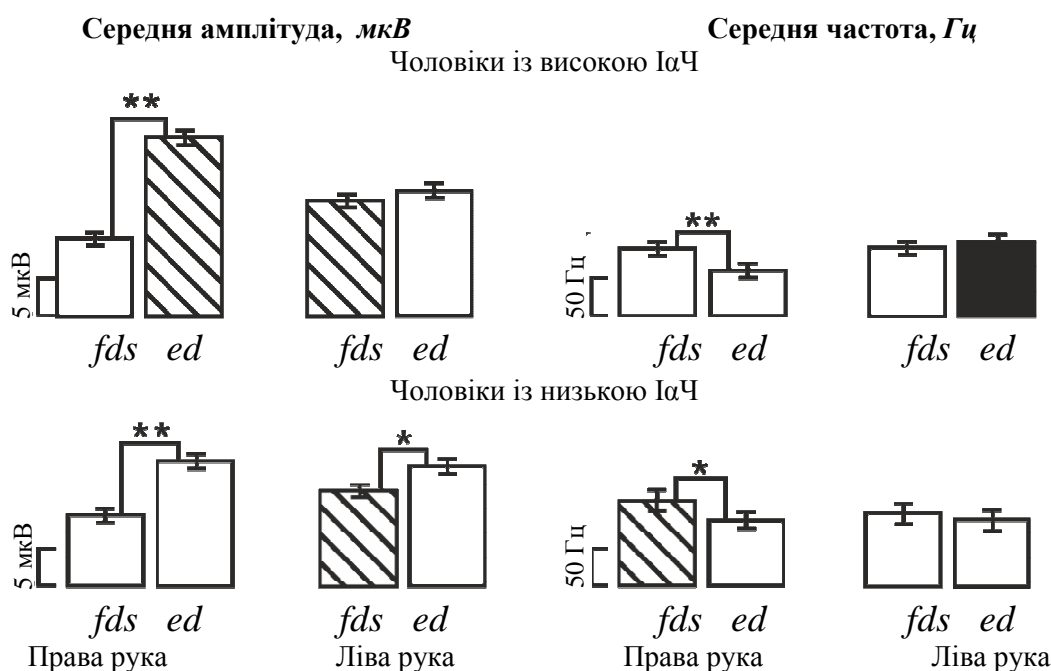 Середня амплітуда, мкВ Середня частота, Гц
Чоловіки із високою ІαЧ
** **
5 мкВ 50 Гц
fds ed fds ed fds ed
Чоловіки із низькою ІαЧ
** * *
5 мкВ 50 Гц
fds ed fds ed fds ed fds ed
Права рука Ліва рука Права рука Ліва рука